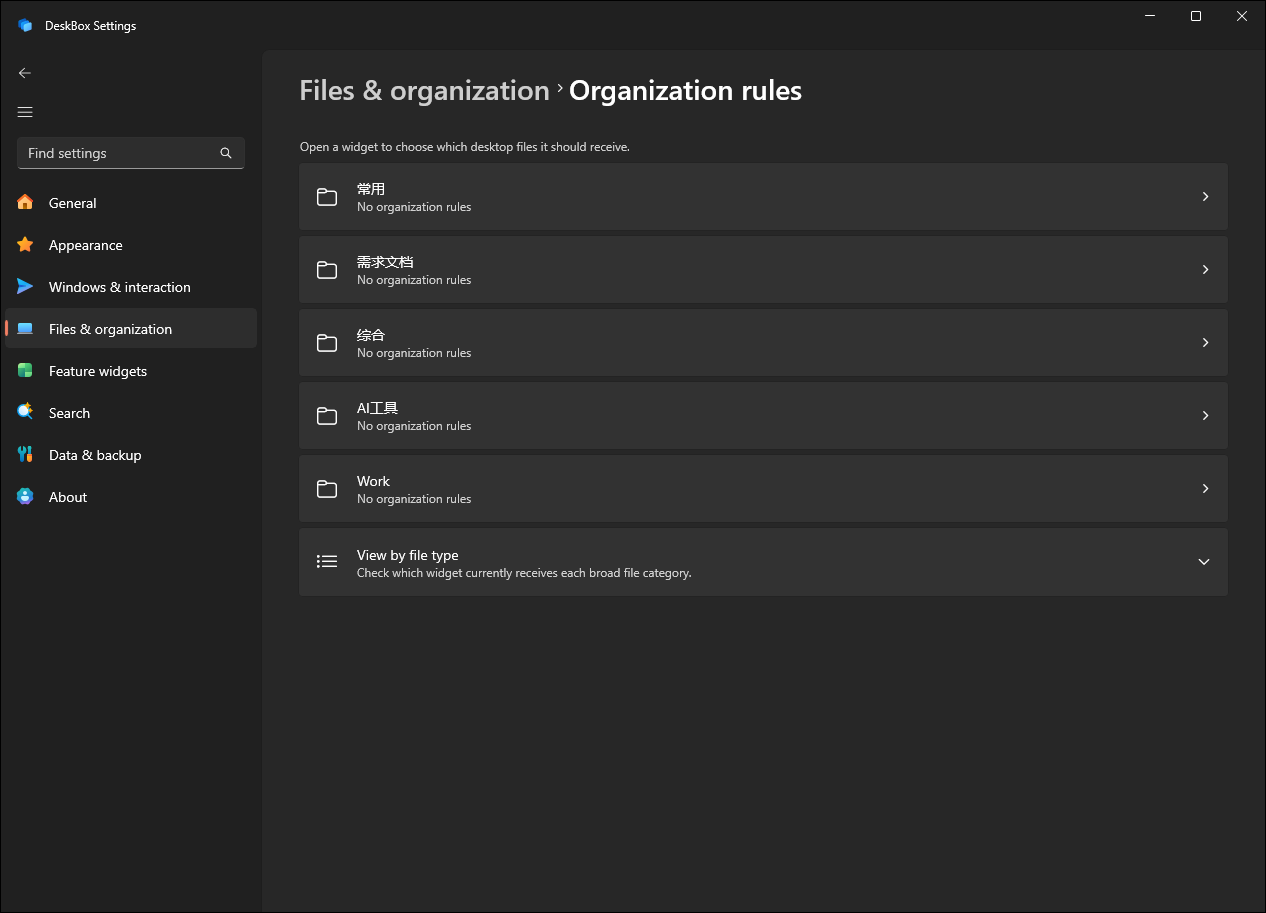 DeskBox Settings
Find settings
General
Appearance
Windows & interaction
Files & organization
Feature widgets
Search
Data & backup
About
Files & organization › Organization rules
Open a widget to choose which desktop files it should receive.
常用
No organization rules
需求文档
No organization rules
综合
No organization rules
AI工具
No organization rules
Work
No organization rules
View by file type
Check which widget currently receives each broad file category.